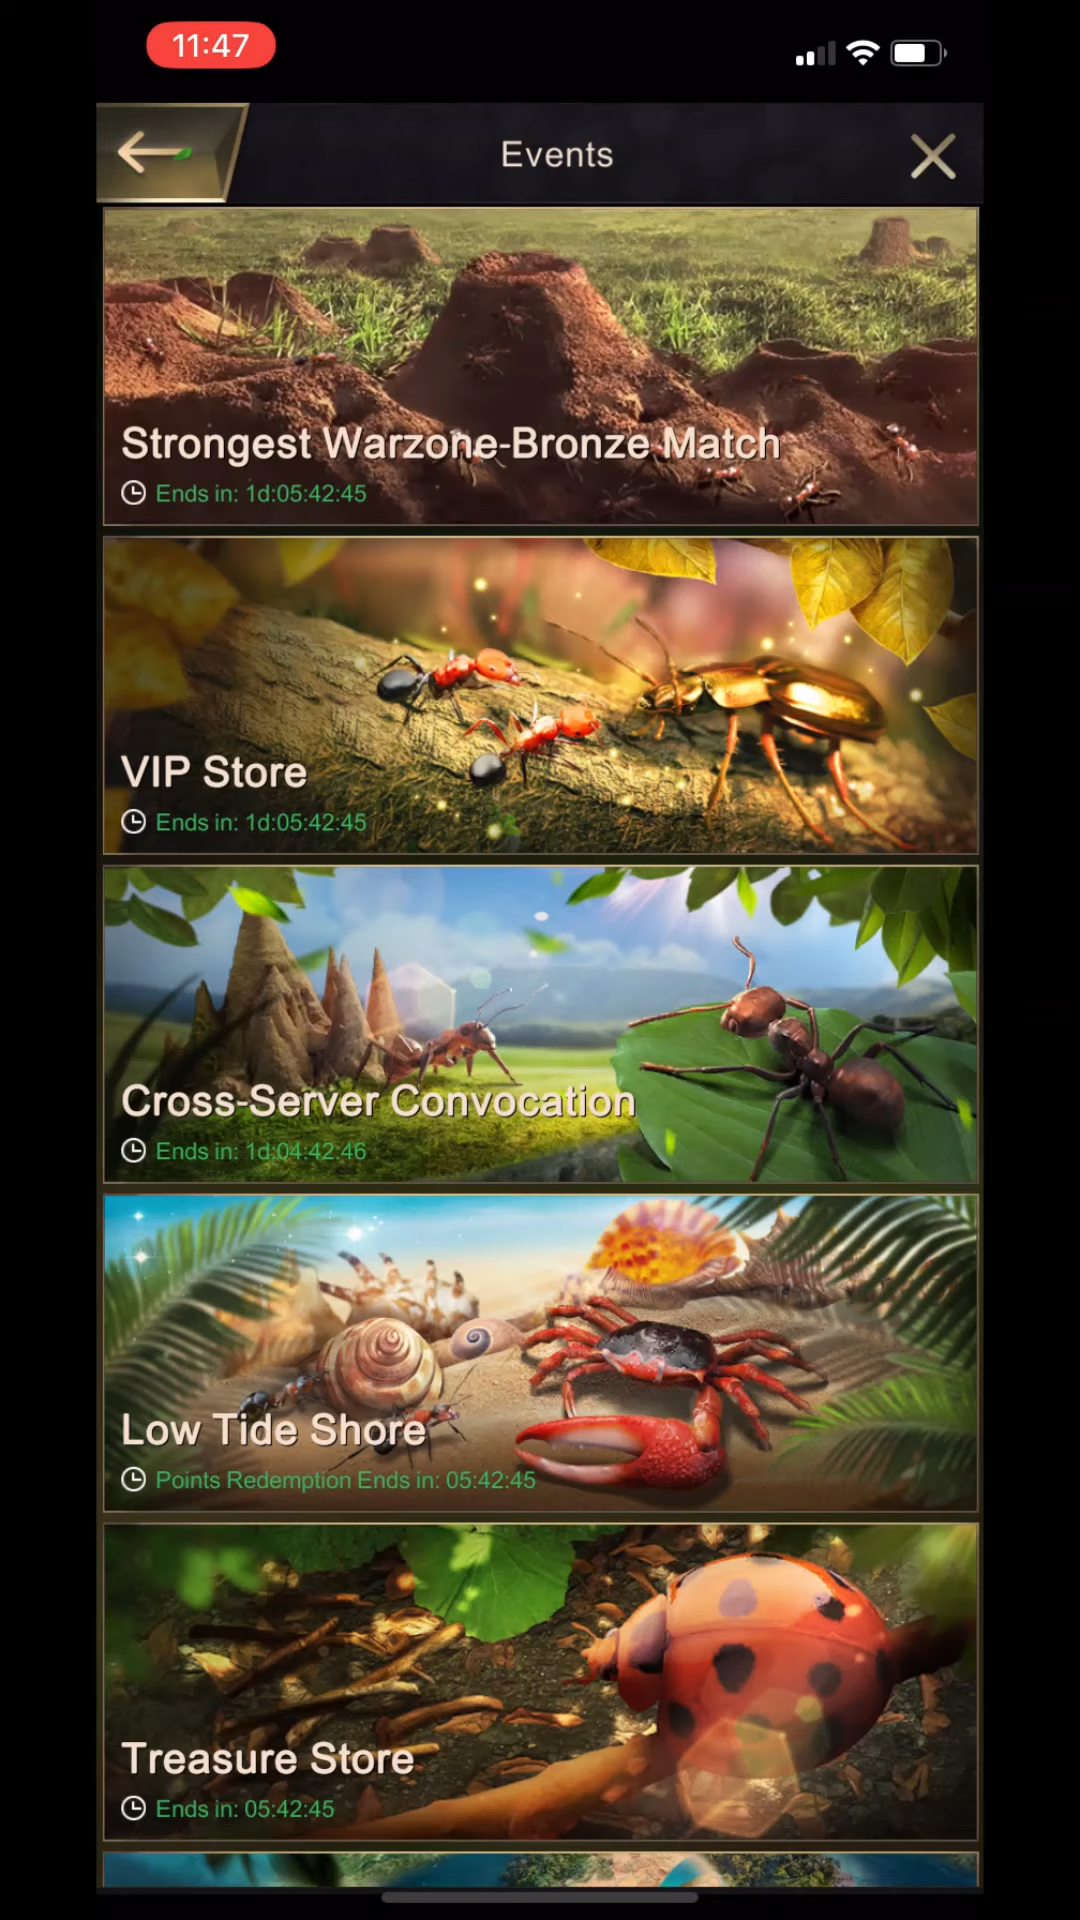 11:47
Events
Strongest Warzone-Bronze Match
Ends in: 1d:05:42:45
VIP Store
Ends in: 1d:05:42:45
Cross-Server Convocation
Ends in: 1d:04:42:46
Low Tide Shore
Points Redemption Ends in: 05:42:45
Treasure Store
Ends in: 05:42:45